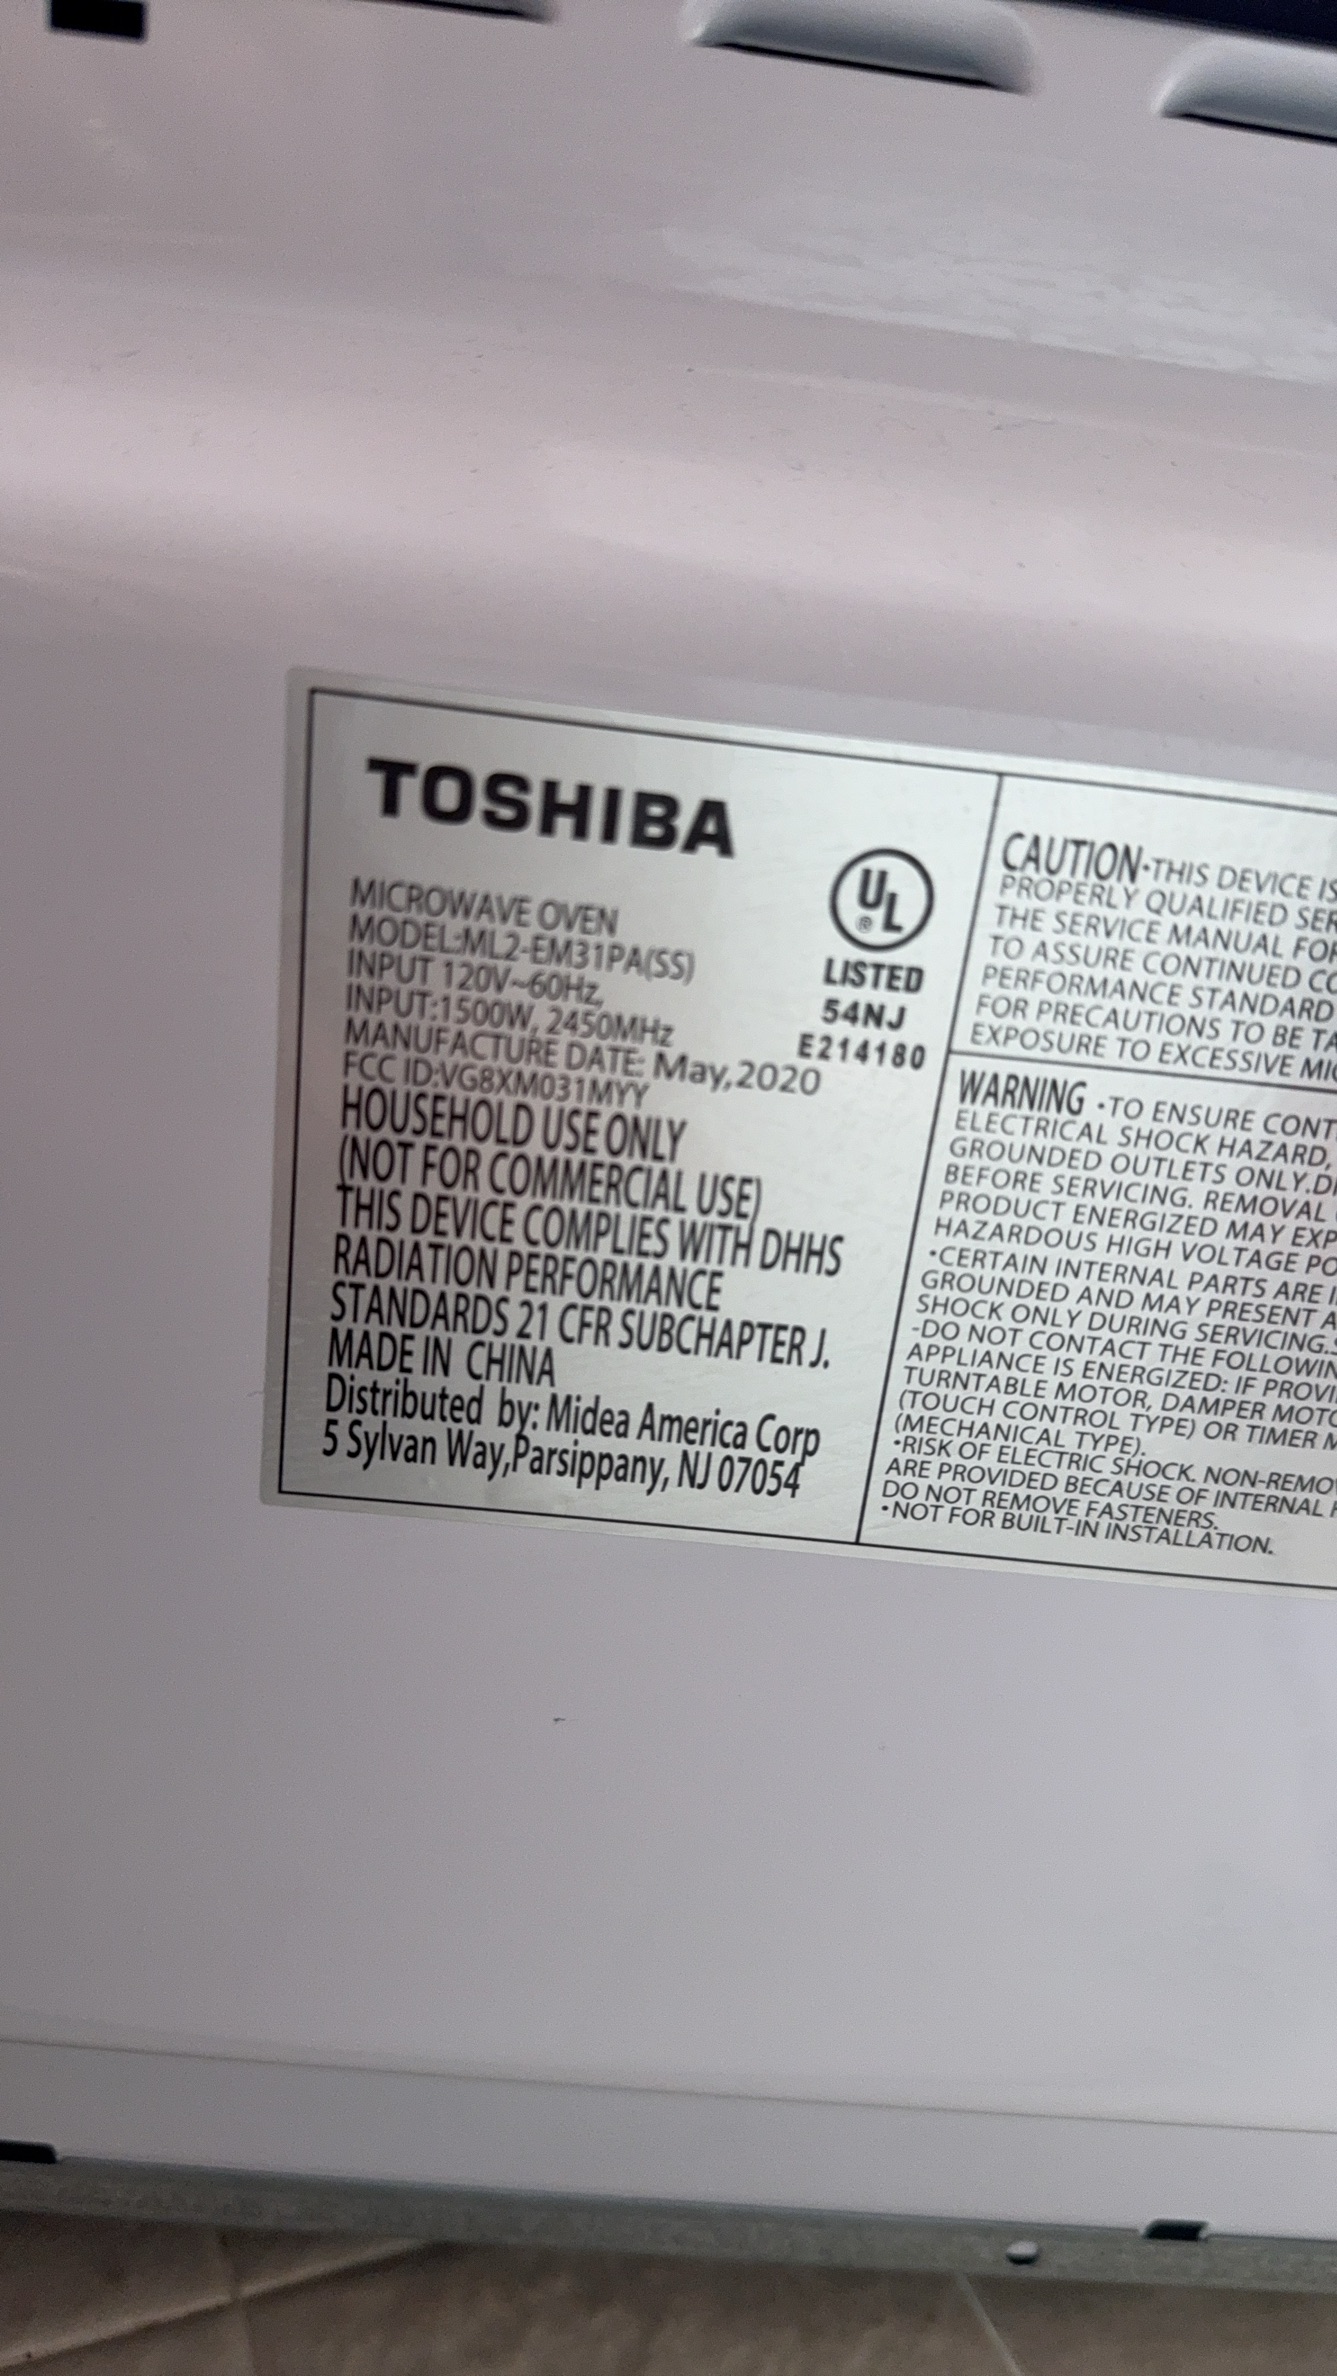 TOSHIBA
MICROWAVE OVEN
MODEL:ML2-EM31PA(SS)
INPUT 120V~60Hz,
INPUT:1500W, 2450MHz
MANUFACTURE DATE: May,2020
FCC ID:VG8XM031MYY
HOUSEHOLD USE ONLY
(NOT FOR COMMERCIAL USE)
THIS DEVICE COMPLIES WITH DHHS
RADIATION PERFORMANCE
STANDARDS 21 CFR SUBCHAPTER J.
MADE IN CHINA
Distributed by: Midea America Corp
5 Sylvan Way,Parsippany, NJ 07054
UL
®
LISTED
54NJ
E214180
CAUTION•THIS DEVICE IS
PROPERLY QUALIFIED SER
THE SERVICE MANUAL FOR
TO ASSURE CONTINUED CO
PERFORMANCE STANDARD
FOR PRECAUTIONS TO BE TA
EXPOSURE TO EXCESSIVE MIC
WARNING •TO ENSURE CONT
ELECTRICAL SHOCK HAZARD,
GROUNDED OUTLETS ONLY.DI
BEFORE SERVICING. REMOVAL
PRODUCT ENERGIZED MAY EXP
HAZARDOUS HIGH VOLTAGE PO
•CERTAIN INTERNAL PARTS ARE I
GROUNDED AND MAY PRESENT A
SHOCK ONLY DURING SERVICING.S
-DO NOT CONTACT THE FOLLOWIN
APPLIANCE IS ENERGIZED: IF PROVI
TURNTABLE MOTOR, DAMPER MOTO
(TOUCH CONTROL TYPE) OR TIMER M
(MECHANICAL TYPE).
•RISK OF ELECTRIC SHOCK. NON-REMO
ARE PROVIDED BECAUSE OF INTERNAL
DO NOT REMOVE FASTENERS.
•NOT FOR BUILT-IN INSTALLATION.